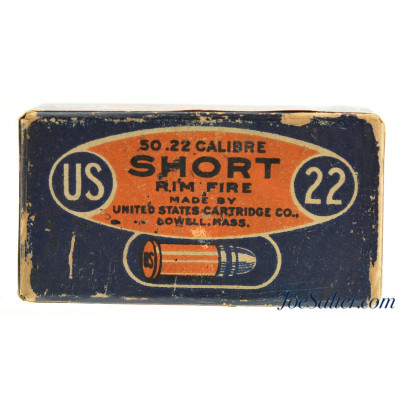 50 .22 CALIBRE
SHORT
RIM FIRE
MADE BY
UNITED STATES CARTRIDGE CO.,
LOWELL, MASS.
US
22
US
JoeSalter.com